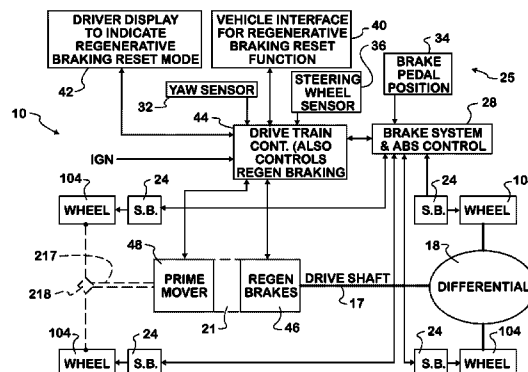 DRIVER DISPLAY
TO INDICATE
REGENERATIVE
BRAKING RESET MODE
42
VEHICLE INTERFACE
FOR REGENERATIVE
BRAKING RESET
FUNCTION
40
36
34
STEERING
WHEEL
SENSOR
BRAKE
PEDAL
POSITION
25
YAW SENSOR
32
44
28
10
IGN
DRIVE TRAIN
CONT. (ALSO
CONTROLS
REGEN BRAKING
BRAKE SYSTEM
& ABS CONTROL
104
24
WHEEL
S.B.
24
S.B.
WHEEL
217
218
48
PRIME
MOVER
21
REGEN
BRAKES
46
DRIVE SHAFT
17
18
DIFFERENTIAL
104
24
WHEEL
S.B.
24
104
S.B.
WHEEL